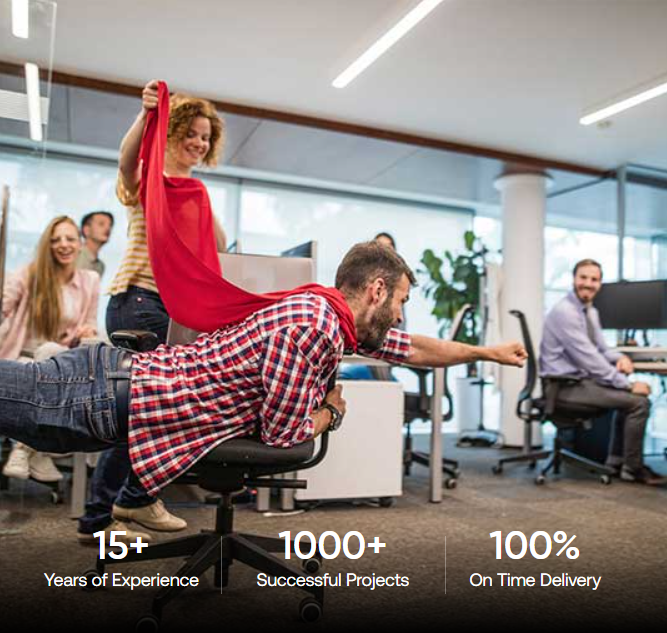 15+
1000+
100%
Years of Experience
Successful Projects
On Time Delivery